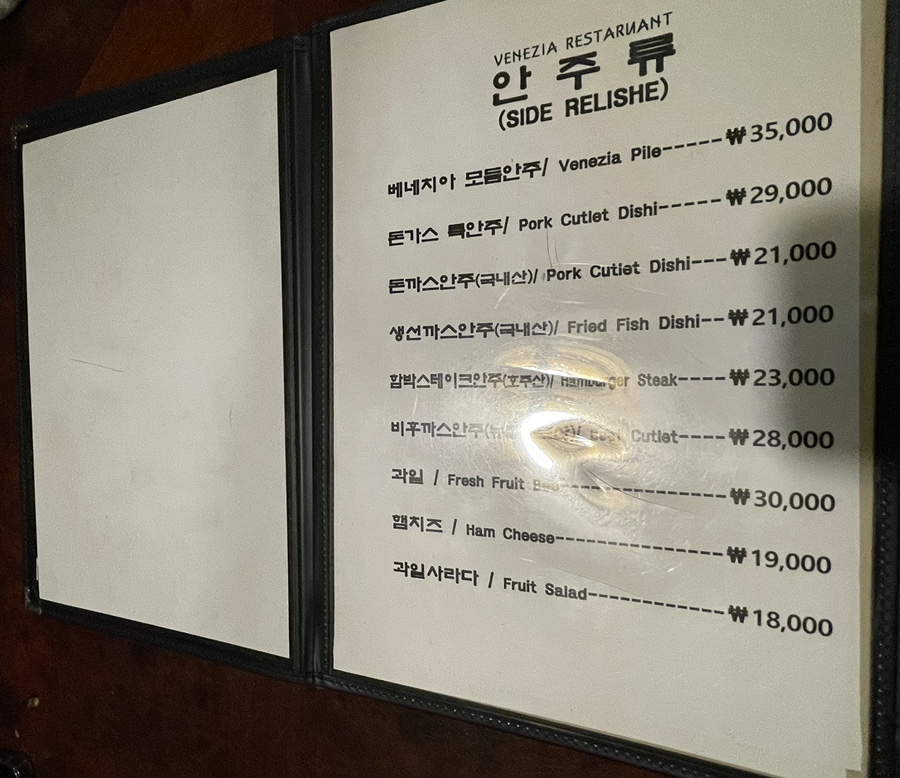 VENEZIA RESTARUANT
안 주 류
(SIDE RELISHE)
베네치아 모듬안주/ Venezia Pile-----₩35,000
돈가스 특안주/ Pork Cutlet Dishi-----₩29,000
돈까스안주(국내산)/ Pork Cutlet Dishi---₩21,000
생선까스안주(국내산)/ Fried Fish Dishi--₩21,000
함박스테이크안주(호주산)/ Hamburger Steak----₩23,000
비후까스안주 Cutlet----₩28,000
과일 / Fresh Fruit ₩30,000
햄치즈 / Ham Cheese-----------------₩19,000
과일사라다 / Fruit Salad--------------₩18,000